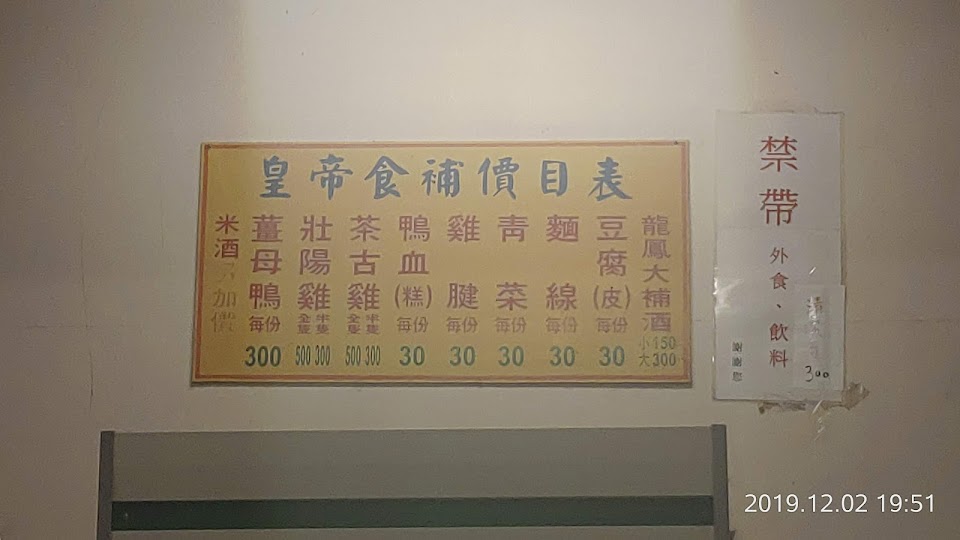 皇帝食補價目表
米酒另加價
薑母鴨 每份 300
壯陽雞 全隻 半隻 500 300
茶古雞 全隻 半隻 500 300
鴨血(糕) 每份 30
雞腱 每份 30
青菜 每份 30
麵線 每份 30
豆腐(皮) 每份 30
龍鳳大補酒 小150 大300
禁帶
外食、飲料
謝謝您
300
2019.12.02 19:51